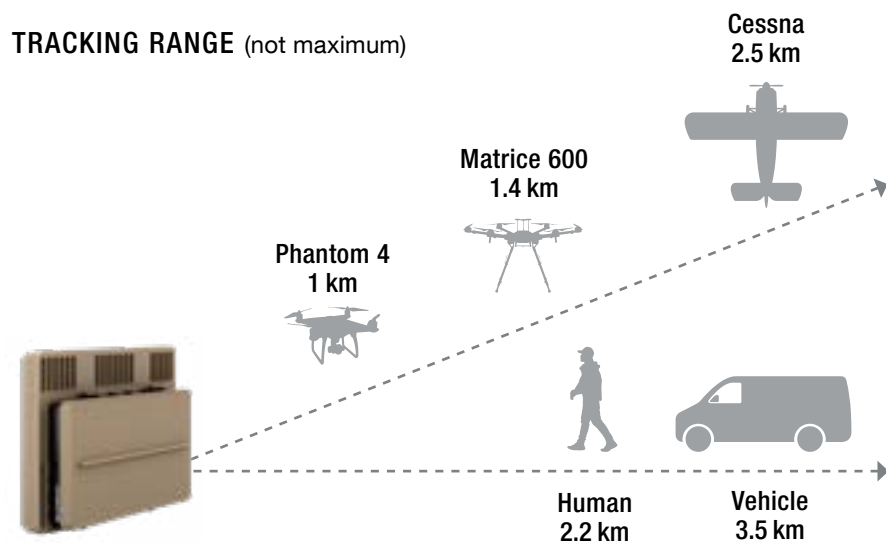 TRACKING RANGE (not maximum)
Cessna
2.5 km
Matrice 600
1.4 km
Phantom 4
1 km
Human
2.2 km
Vehicle
3.5 km